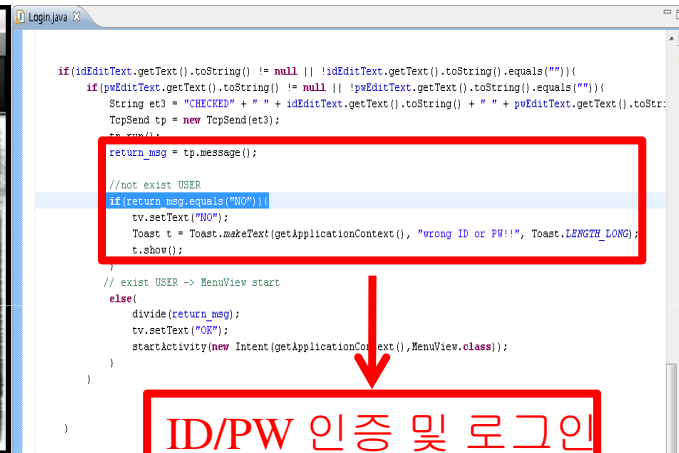 Login.java
if(idEditText.getText().toString() != null || !idEditText.getText().toString().equals("")){
if(pwEditText.getText().toString() != null || !pwEditText.getText().toString().equals("")){
String et3 = "CHECKED" + " " + idEditText.getText().toString() + " " + pwEditText.getText().toStri
TcpSend tp = new TcpSend(et3);
tp.run();
return_msg = tp.message();
//not exist USER
if(return_msg.equals("NO")){
tv.setText("NO");
Toast t = Toast.makeText(getApplicationContext(), "wrong ID or PW!!", Toast.LENGTH_LONG);
t.show();
}
// exist USER -> MenuView start
else{
divide(return_msg);
tv.setText("OK");
startActivity(new Intent(getApplicationContext(),MenuView.class));
}
}
}
ID/PW 인증 및 로그인